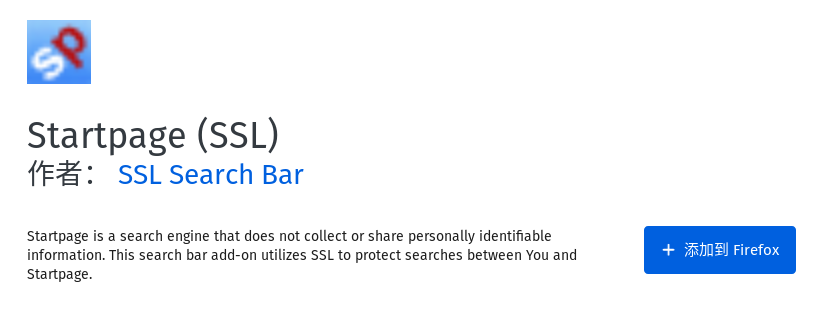 sp
Startpage (SSL)
作者： SSL Search Bar
Startpage is a search engine that does not collect or share personally identifiable
information. This search bar add-on utilizes SSL to protect searches between You and
Startpage.
+ 添加到 Firefox